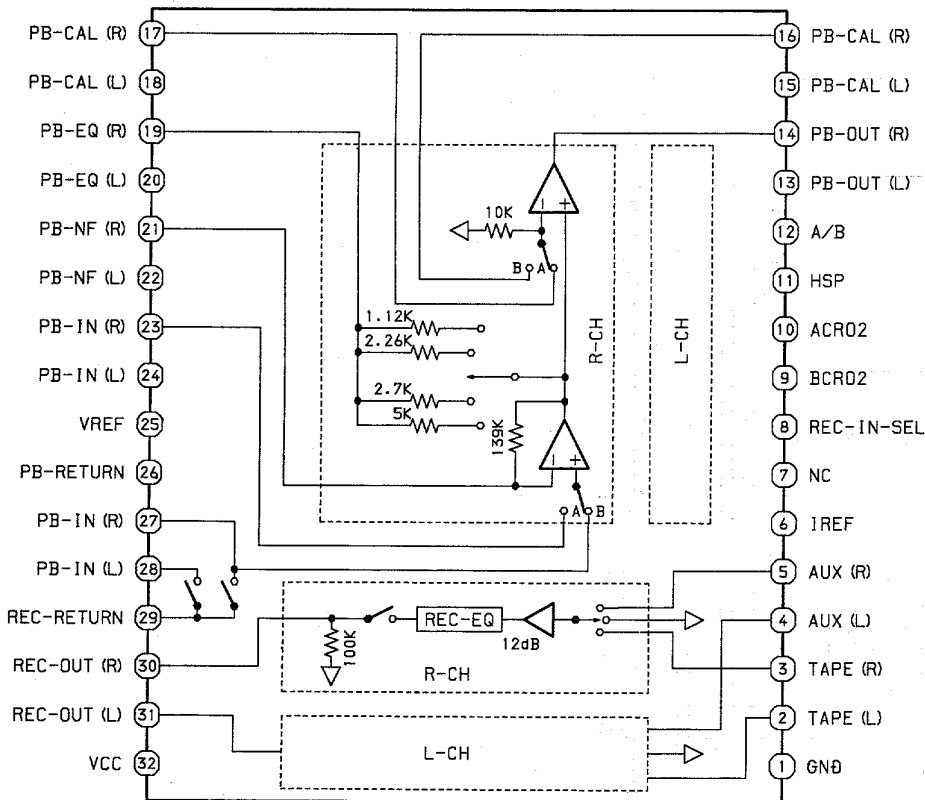 PB-CAL (R) 17
PB-CAL (L) 18
PB-EQ (R) 19
PB-EQ (L) 20
PB-NF (R) 21
PB-NF (L) 22
PB-IN (R) 23
PB-IN (L) 24
VREF 25
PB-RETURN 26
PB-IN (R) 27
PB-IN (L) 28
REC-RETURN 29
REC-OUT (R) 30
REC-OUT (L) 31
VCC 32
16 PB-CAL (R)
15 PB-CAL (L)
14 PB-OUT (R)
13 PB-OUT (L)
12 A/B
11 HSP
10 ACRO2
9 BCRO2
8 REC-IN-SEL
7 NC
6 IREF
5 AUX (R)
4 AUX (L)
3 TAPE (R)
2 TAPE (L)
1 GND
− +
10K
B A
1.12K
2.26K
2.7K
5K
139K
− +
A B
R-CH
L-CH
100K
REC-EQ
12dB
R-CH
L-CH